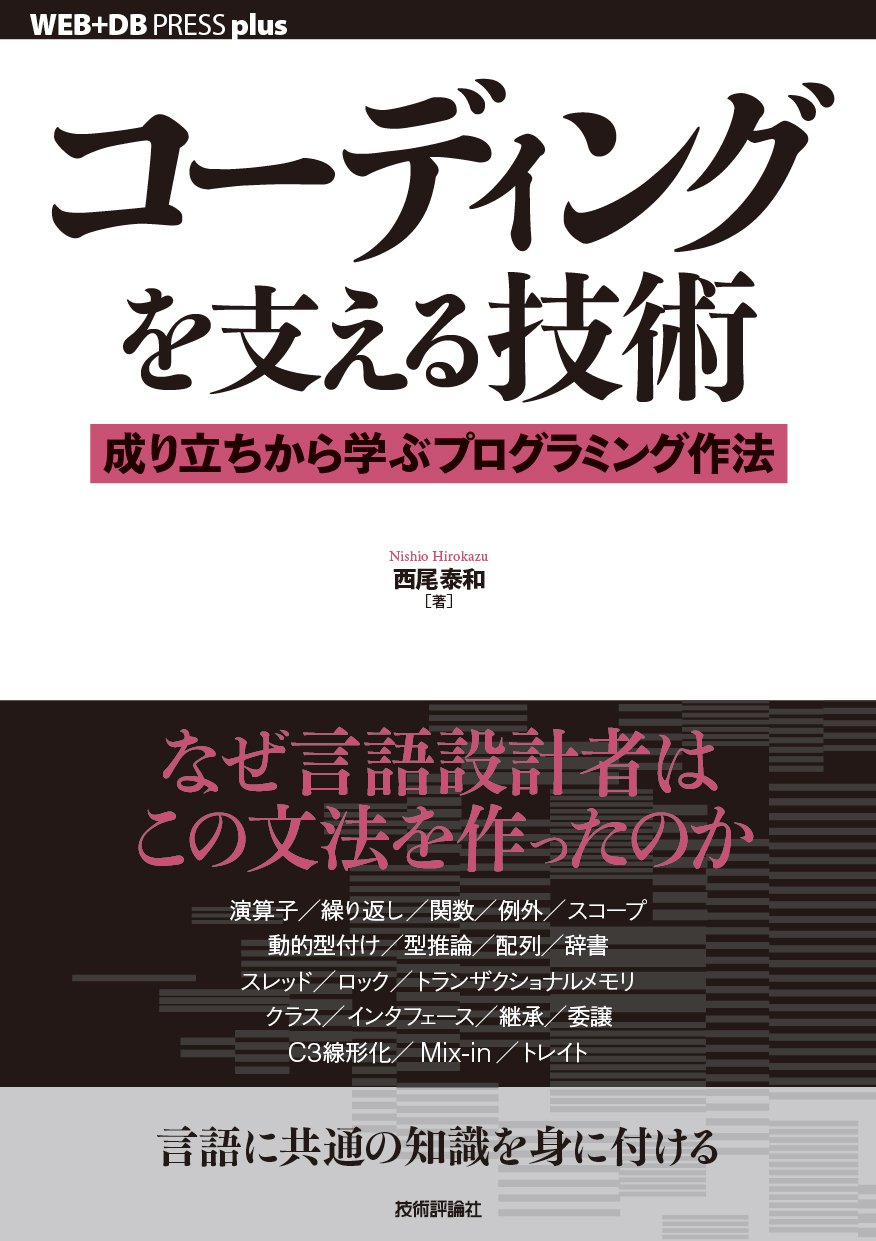 WEB+DB PRESS plus
コーディング
を支える技術
成り立ちから学ぶプログラミング作法
Nishio Hirokazu
西尾泰和
［著］
なぜ言語設計者は
この文法を作ったのか
演算子／繰り返し／関数／例外／スコープ
動的型付け／型推論／配列／辞書
スレッド／ロック／トランザクショナルメモリ
クラス／インタフェース／継承／委譲
C3線形化／Mix-in／トレイト
言語に共通の知識を身に付ける
技術評論社